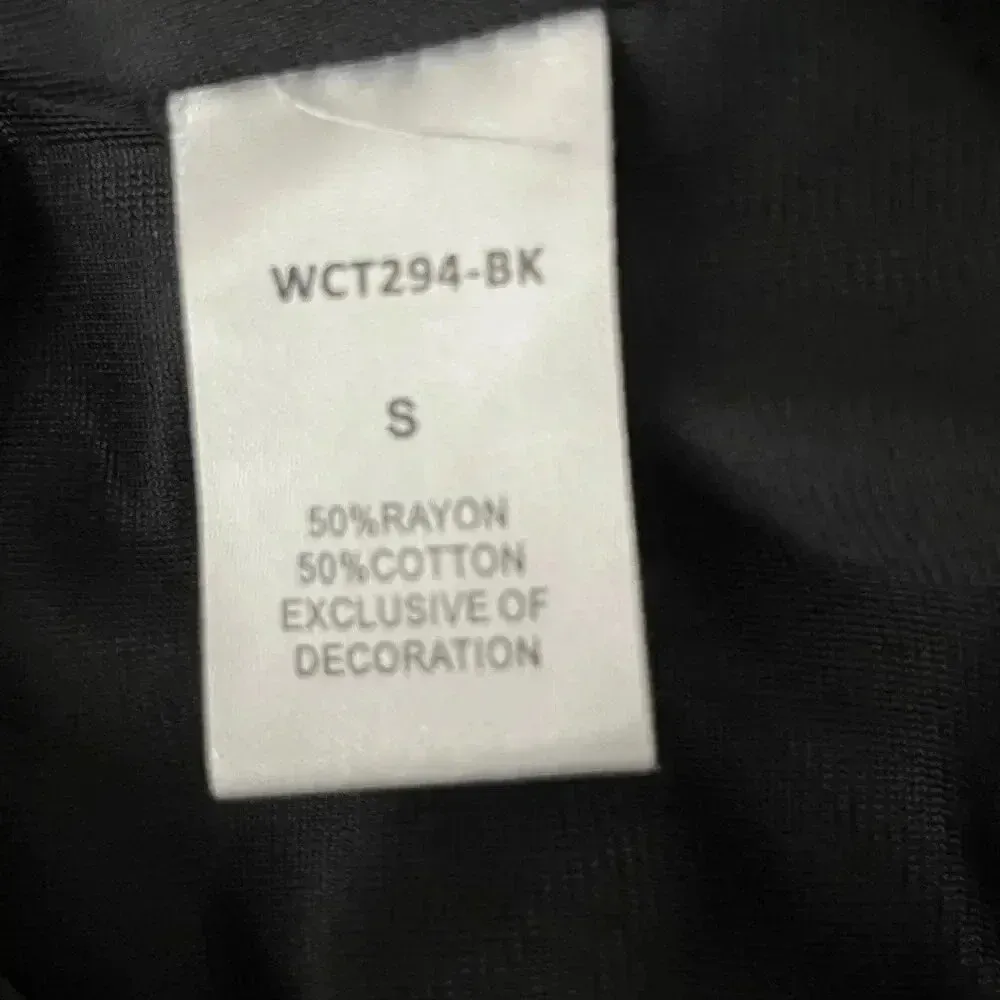 WCT294-BK
S
50%RAYON
50%COTTON
EXCLUSIVE OF
DECORATION